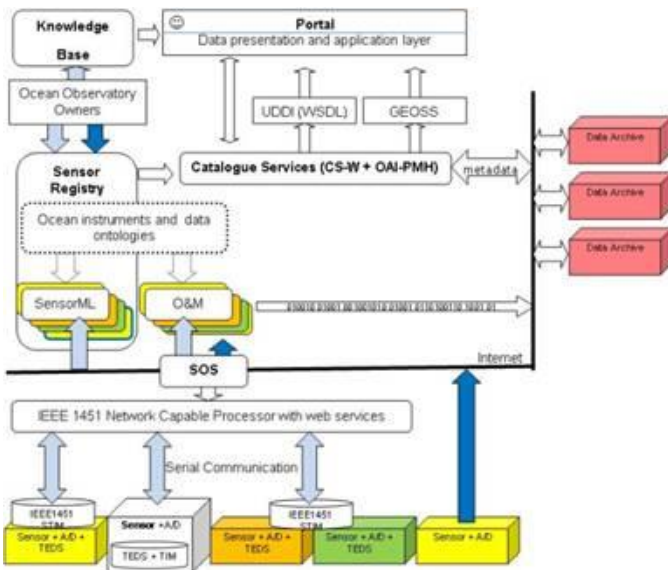 Knowledge
Base
Portal
Data presentation and application layer
Ocean Observatory
Owners
UDDI (WSDL)
GEOSS
Sensor
Registry
Catalogue Services (CS-W + OAI-PMH)
metadata
Data Archive
Data Archive
Data Archive
Ocean instruments and data
ontologies
SensorML
O&M
Internet
SOS
IEEE 1451 Network Capable Processor with web services
Serial Communication
IEEE1451
STIM
Sensor + A/D +
TEDS
Sensor +A/D
TEDS + TIM
Sensor + A/D +
TEDS
IEEE1451
STIM
Sensor + A/D +
TEDS
Sensor + A/D